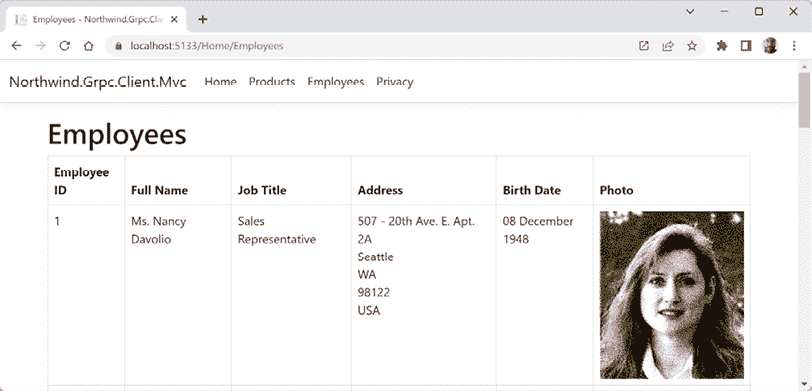 Employees - Northwind.Grpc.Clie
localhost:5133/Home/Employees
Northwind.Grpc.Client.Mvc Home Products Employees Privacy
Employees
Employee ID Full Name Job Title Address Birth Date Photo
1 Ms. Nancy Sales 507 - 20th Ave. E. Apt. 08 December
Davolio Representative 2A 1948
Seattle
WA
98122
USA